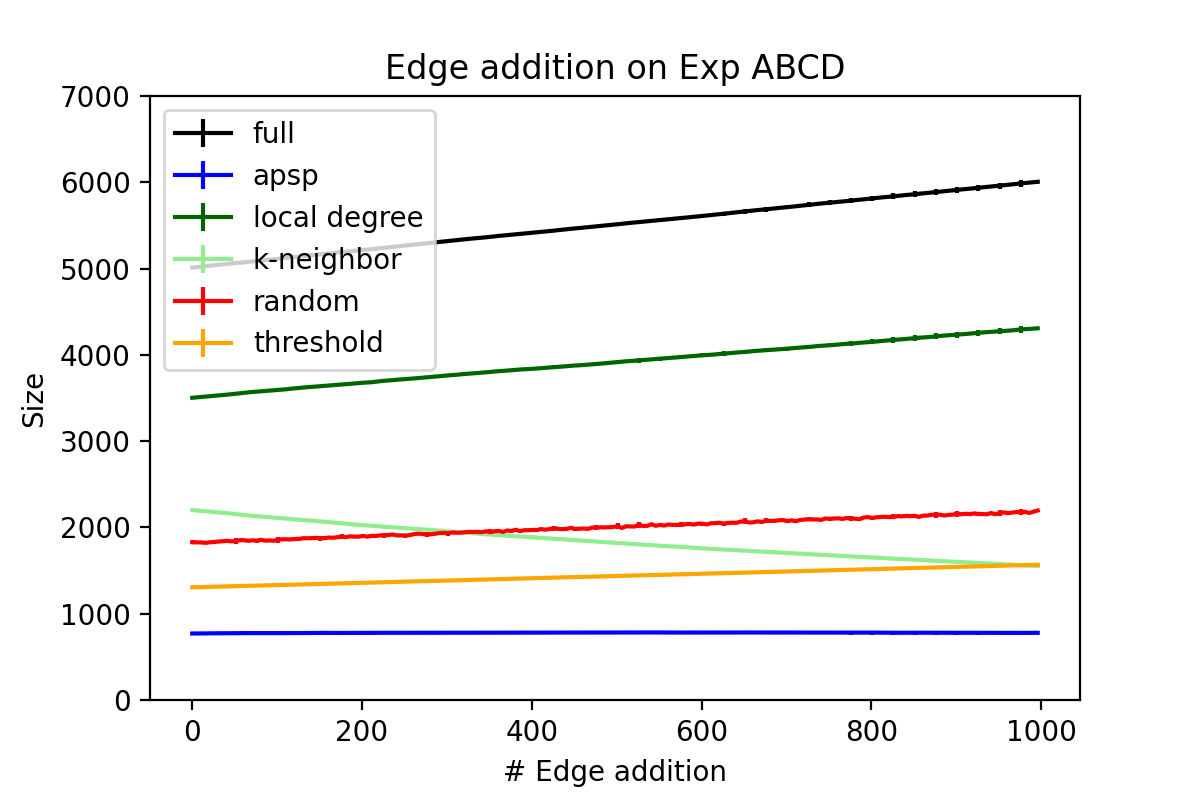 Edge addition on Exp ABCD
7000
6000
5000
4000
3000
2000
1000
0
Size
full
apsp
local degree
k-neighbor
random
threshold
0 200 400 600 800 1000
# Edge addition